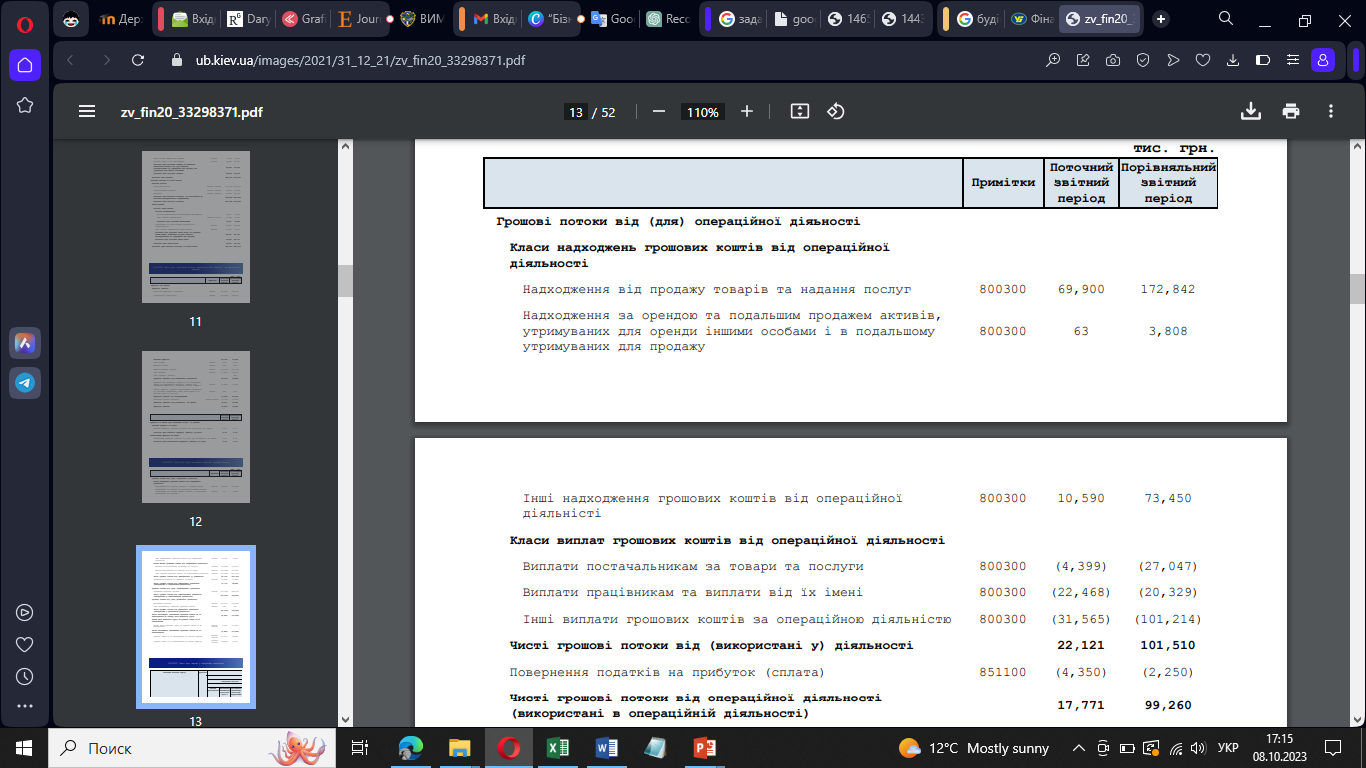 Держ
Вхідн
Dary
Grafi
Journ
ВИМ
Вхід
"Бізн
Goo
Reco
зада
goo
1465
144
буді
Фіна
zv_fin20_
ub.kiev.ua/images/2021/31_12_21/zv_fin20_33298371.pdf
zv_fin20_33298371.pdf
13 / 52
110%
11
12
13
тис. грн.
Примітки Поточний звітний період Порівняльний звітний період
Грошові потоки від (для) операційної діяьності
Класи надходжень грошових коштів від операційної
діяльності
Надходження від продажу товарів та надання послуг 800300 69,900 172,842
Надходження за орендою та подальшим продажем активів,
утримуваних для оренди іншими особами і в подальшому 800300 63 3,808
утримуваних для продажу
Інші надходження грошових коштів від операційної 800300 10,590 73,450
діяльністі
Класи виплат грошових коштів від операційної діяльності
Виплати постачальникам за товари та послуги 800300 (4,399) (27,047)
Виплати працівникам та виплати від їх імені 800300 (22,468) (20,329)
Інші виплати грошових коштів за операційною діяльністю 800300 (31,565) (101,214)
Чисті грошові потоки від (використані у) діяльності 22,121 101,510
Повернення податків на прибуток (сплата) 851100 (4,350) (2,250)
Чисті грошові потоки від операційної діяльності
(використані в операційній діяльності) 17,771 99,260
Поиск
12°C Mostly sunny
УКР
17:15
08.10.2023